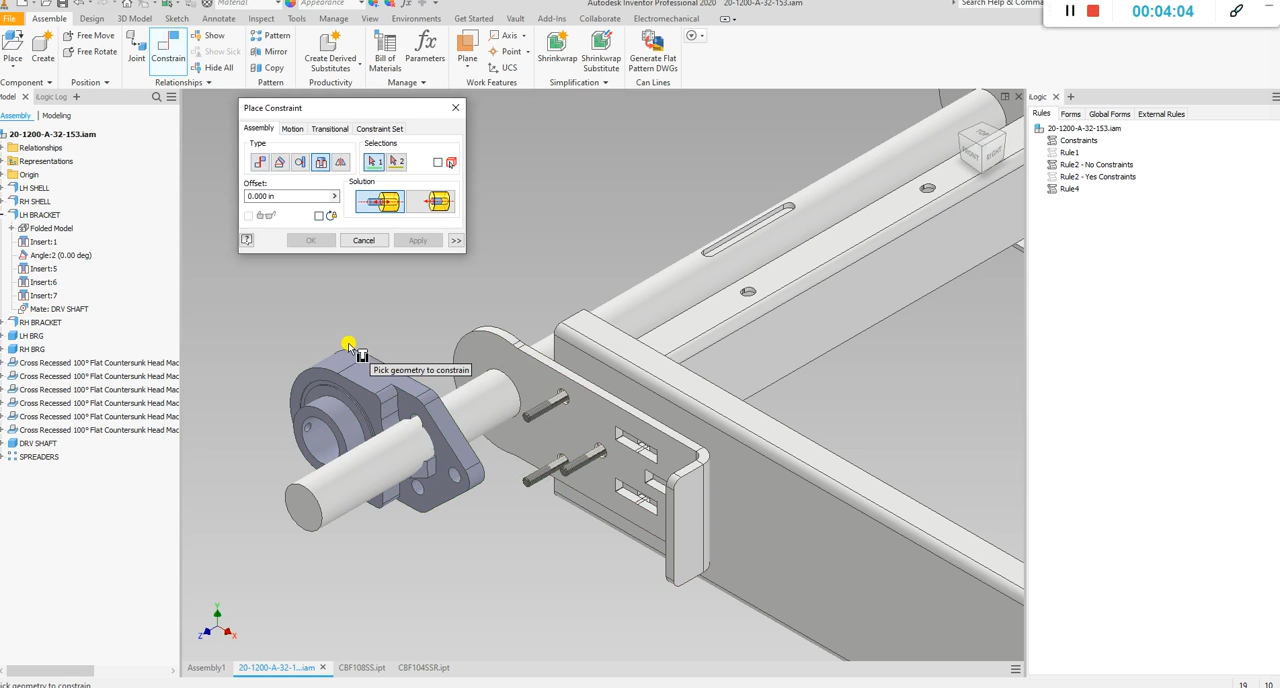 Material
Appearance
Autodesk Inventor Professional 2020 20-1200-A-32-153.iam
Search Help & Comma
00:04:04
File Assemble Design 3D Model Sketch Annotate Inspect Tools Manage View Environments Get Started Vault Add-Ins Collaborate Electromechanical
Place
Create
Free Move
Free Rotate
Joint
Constrain
Show
Show Sick
Hide All
Pattern
Mirror
Copy
Create Derived
Substitutes
Bill of
Materials
Parameters
Plane
Axis
Point
UCS
Shrinkwrap
Shrinkwrap
Substitute
Generate Flat
Pattern DWGs
Component
Position
Relationships
Pattern
Productivity
Manage
Work Features
Simplification
Can Lines
Model
iLogic Log
Assembly
Modeling
20-1200-A-32-153.iam
Relationships
Representations
Origin
LH SHELL
RH SHELL
LH BRACKET
Folded Model
Insert:1
Angle:2 (0.00 deg)
Insert:5
Insert:6
Insert:7
Mate: DRV SHAFT
RH BRACKET
LH BRG
RH BRG
Cross Recessed 100° Flat Countersunk Head Mac
Cross Recessed 100° Flat Countersunk Head Mac
Cross Recessed 100° Flat Countersunk Head Mac
Cross Recessed 100° Flat Countersunk Head Mac
Cross Recessed 100° Flat Countersunk Head Mac
Cross Recessed 100° Flat Countersunk Head Mac
DRV SHAFT
SPREADERS
Place Constraint
Assembly Motion Transitional Constraint Set
Type
Selections
1
2
Offset:
0.000 in
Solution
OK
Cancel
Apply
>>
Pick geometry to constrain
TOP
FRONT
RIGHT
Y
Z
X
iLogic
Rules Forms Global Forms External Rules
20-1200-A-32-153.iam
Constraints
Rule1
Rule2 - No Constraints
Rule2 - Yes Constraints
Rule4
Assembly1
20-1200-A-32-1...iam
CBF108SS.ipt
CBF104SSR.ipt
ick geometry to constrain
19
10